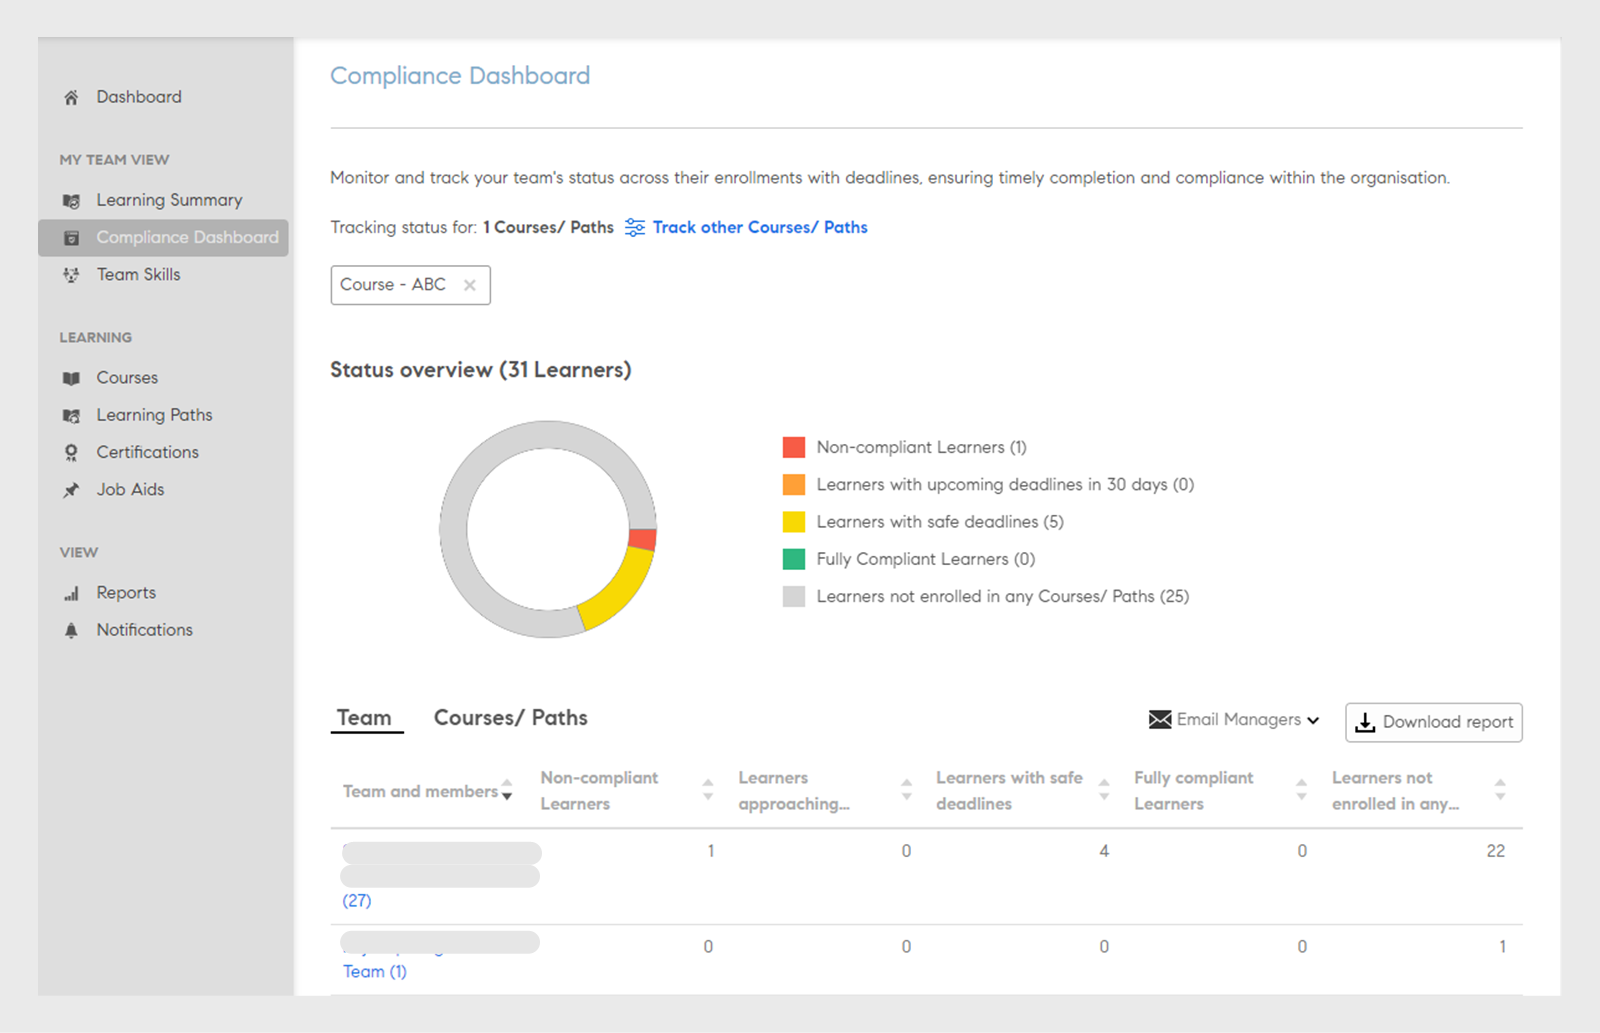 Dashboard
MY TEAM VIEW
Learning Summary
Compliance Dashboard
Team Skills
LEARNING
Courses
Learning Paths
Certifications
Job Aids
VIEW
Reports
Notifications
Compliance Dashboard
Monitor and track your team's status across their enrollments with deadlines, ensuring timely completion and compliance within the organisation.
Tracking status for: 1 Courses/ Paths Track other Courses/ Paths
Course - ABC
Status overview (31 Learners)
Non-compliant Learners (1)
Learners with upcoming deadlines in 30 days (0)
Learners with safe deadlines (5)
Fully Compliant Learners (0)
Learners not enrolled in any Courses/ Paths (25)
Team Courses/ Paths Email Managers Download report
Team and members
Non-compliant
Learners
Learners
approaching...
Learners with safe
deadlines
Fully compliant
Learners
Learners not
enrolled in any...
1 0 4 0 22
(27)
0 0 0 0 1
Team (1)